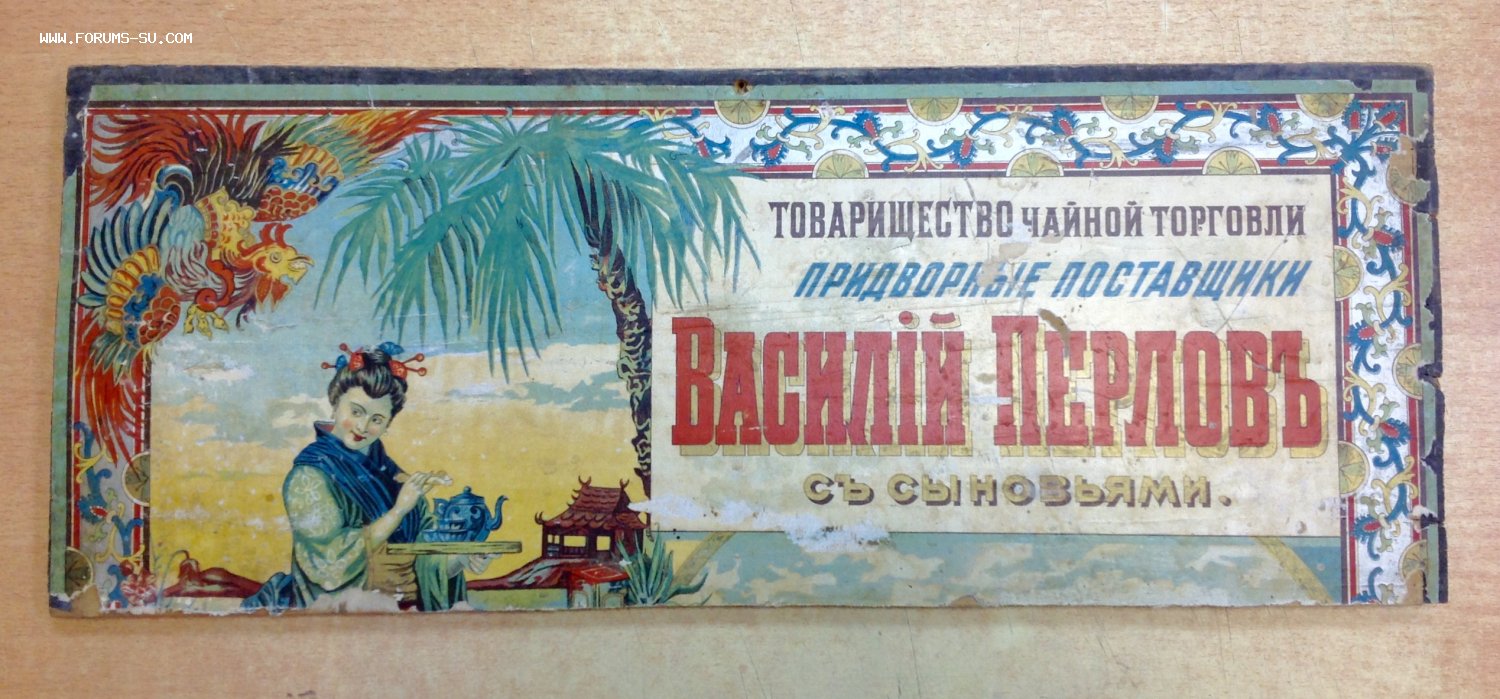 WWW.FORUMS-SU.COM
ТОВАРИЩЕСТВО ЧАЙНОЙ ТОРГОВЛИ
ПРИДВОРНЫЕ ПОСТАВЩИКИ
ВАСИЛІЙ ПЕРЛОВЪ
СЪ СЫНОВЬЯМИ.